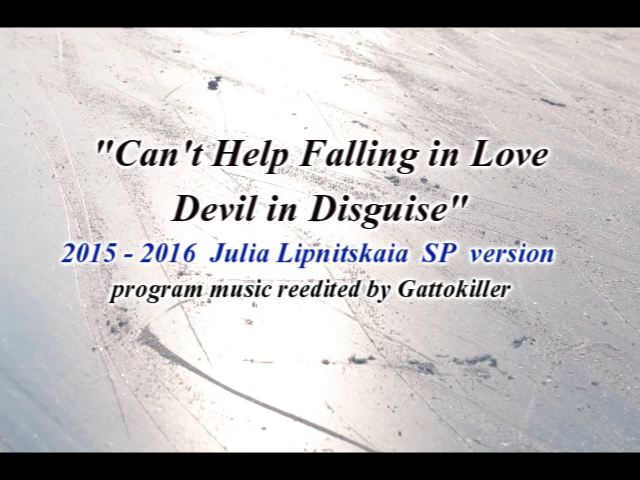 "Can't Help Falling in Love
Devil in Disguise"
2015 - 2016 Julia Lipnitskaia SP version
program music reedited by Gattokiller